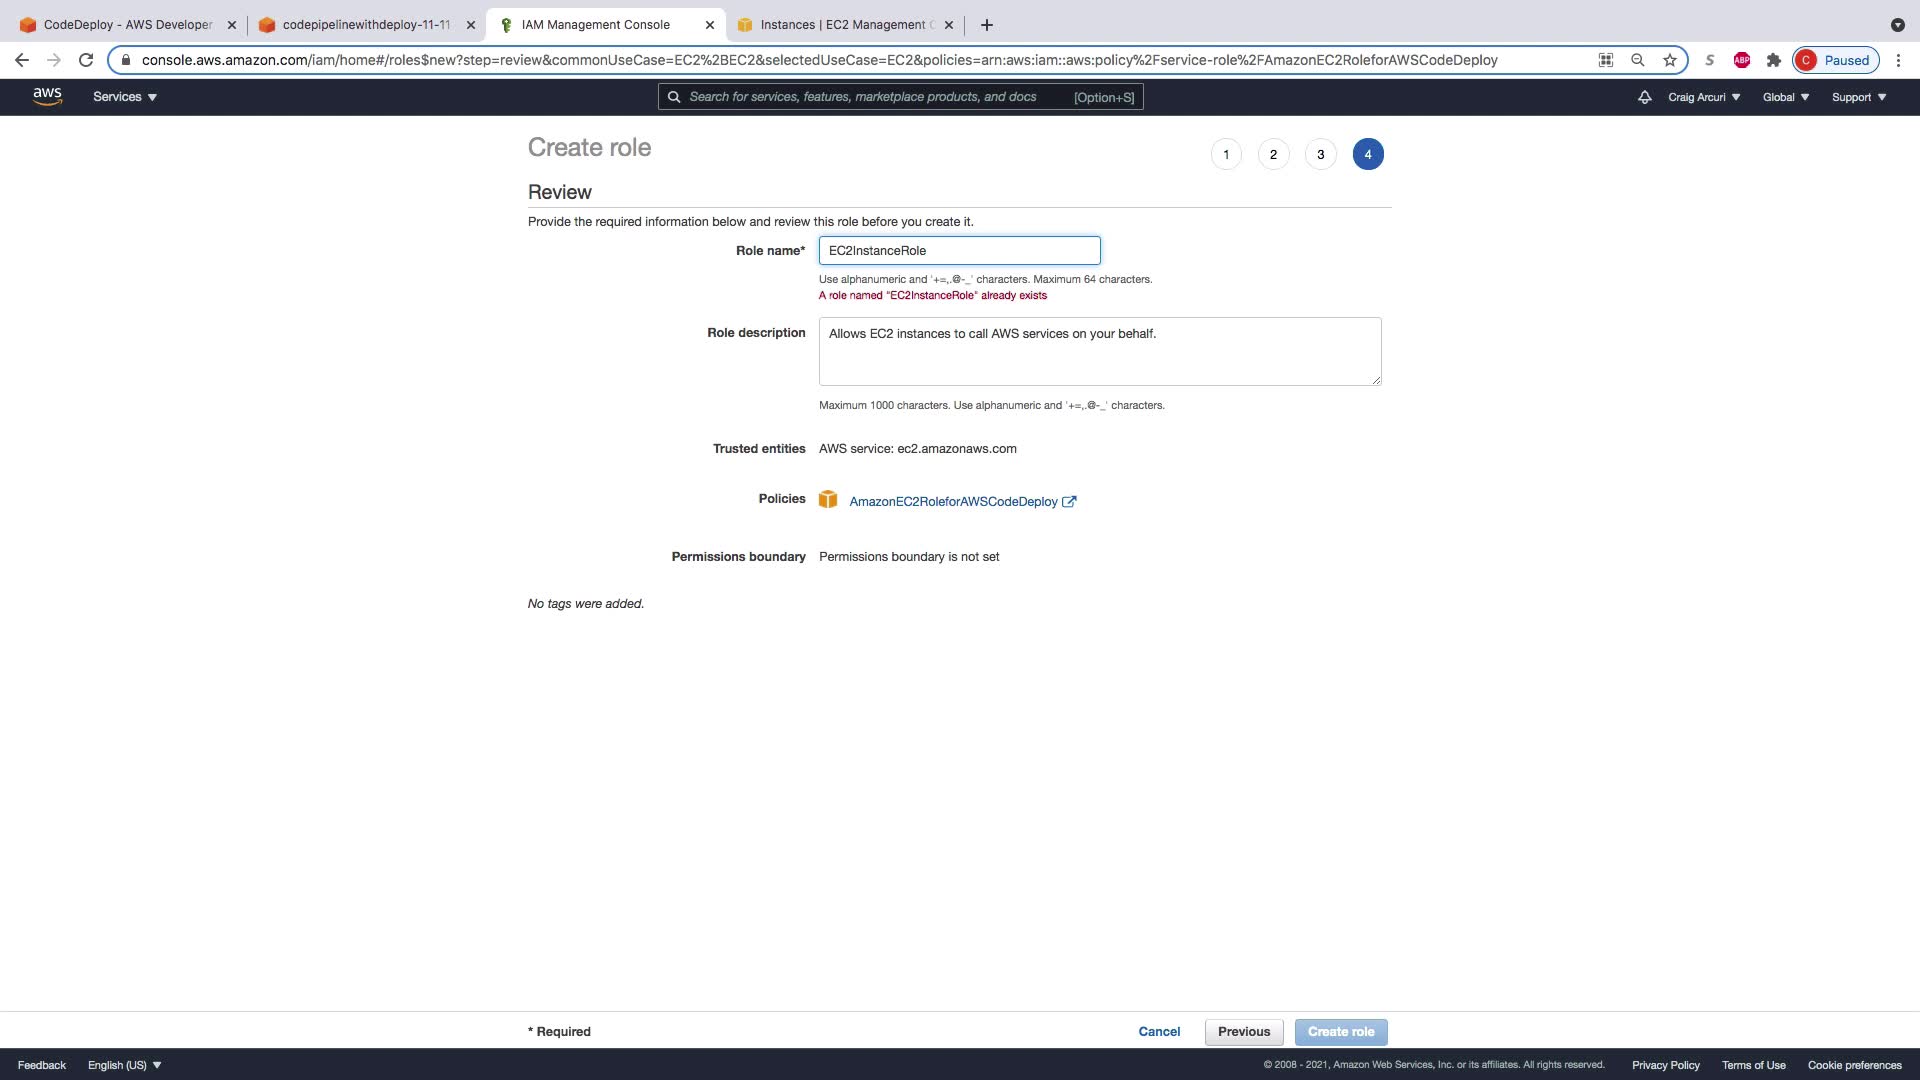 CodeDeploy - AWS Developer
codepipelinewithdeploy-11-11
IAM Management Console
Instances | EC2 Management C
console.aws.amazon.com/iam/home#/roles$new?step=review&commonUseCase=EC2%2BEC2&selectedUseCase=EC2&policies=arn:aws:iam::aws:policy%2Fservice-role%2FAmazonEC2RoleforAWSCodeDeploy
S
ABP
C
Paused
aws
Services
Search for services, features, marketplace products, and docs
[Option+S]
Craig Arcuri
Global
Support
Create role
1
2
3
4
Review
Provide the required information below and review this role before you create it.
Role name*
EC2InstanceRole
Use alphanumeric and '+=,.@-_' characters. Maximum 64 characters.
A role named "EC2InstanceRole" already exists
Role description
Allows EC2 instances to call AWS services on your behalf.
Maximum 1000 characters. Use alphanumeric and '+=,.@-_' characters.
Trusted entities
AWS service: ec2.amazonaws.com
Policies
AmazonEC2RoleforAWSCodeDeploy
Permissions boundary
Permissions boundary is not set
No tags were added.
* Required
Cancel
Previous
Create role
Feedback
English (US)
© 2008 - 2021, Amazon Web Services, Inc. or its affiliates. All rights reserved.
Privacy Policy
Terms of Use
Cookie preferences